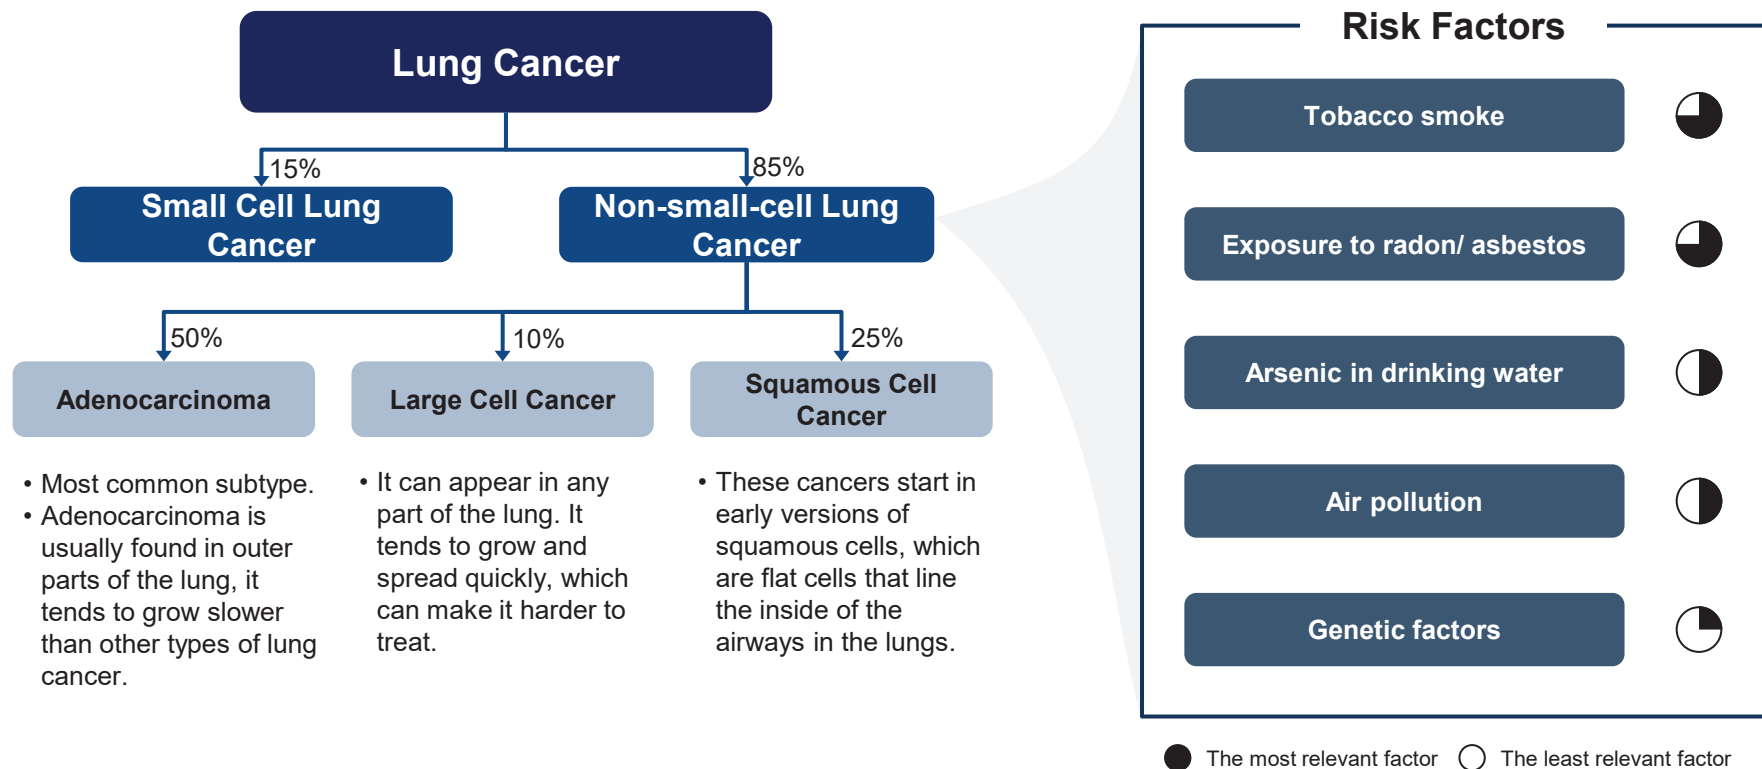 Lung Cancer
15%
85%
Small Cell Lung
Cancer
Non-small-cell Lung
Cancer
50%
10%
25%
Adenocarcinoma
Large Cell Cancer
Squamous Cell
Cancer
• Most common subtype.
• Adenocarcinoma is
usually found in outer
parts of the lung, it
tends to grow slower
than other types of lung
cancer.
• It can appear in any
part of the lung. It
tends to grow and
spread quickly, which
can make it harder to
treat.
• These cancers start in
early versions of
squamous cells, which
are flat cells that line
the inside of the
airways in the lungs.
Risk Factors
Tobacco smoke
Exposure to radon/ asbestos
Arsenic in drinking water
Air pollution
Genetic factors
The most relevant factor
The least relevant factor